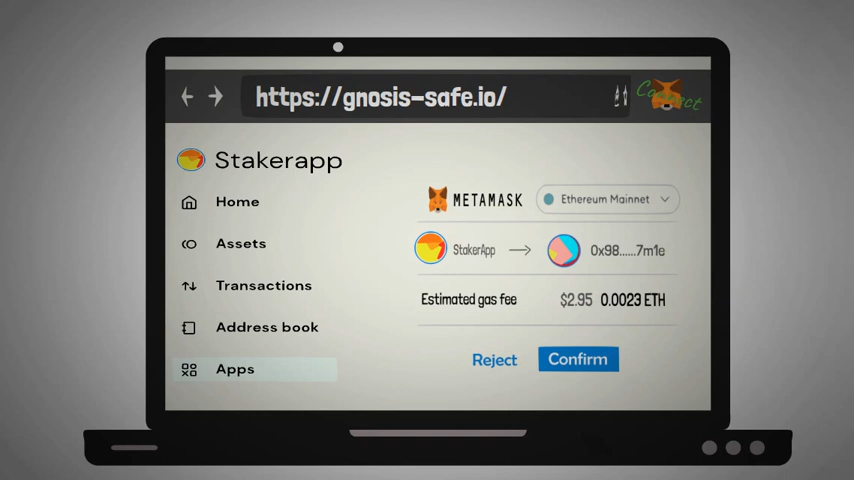 https://gnosis-safe.io/
Connect
Stakerapp
Home
Assets
Transactions
Address book
Apps
METAMASK
Ethereum Mainnet
StakerApp
0x98......7m1e
Estimated gas fee $2.95 0.0023 ETH
Reject
Confirm